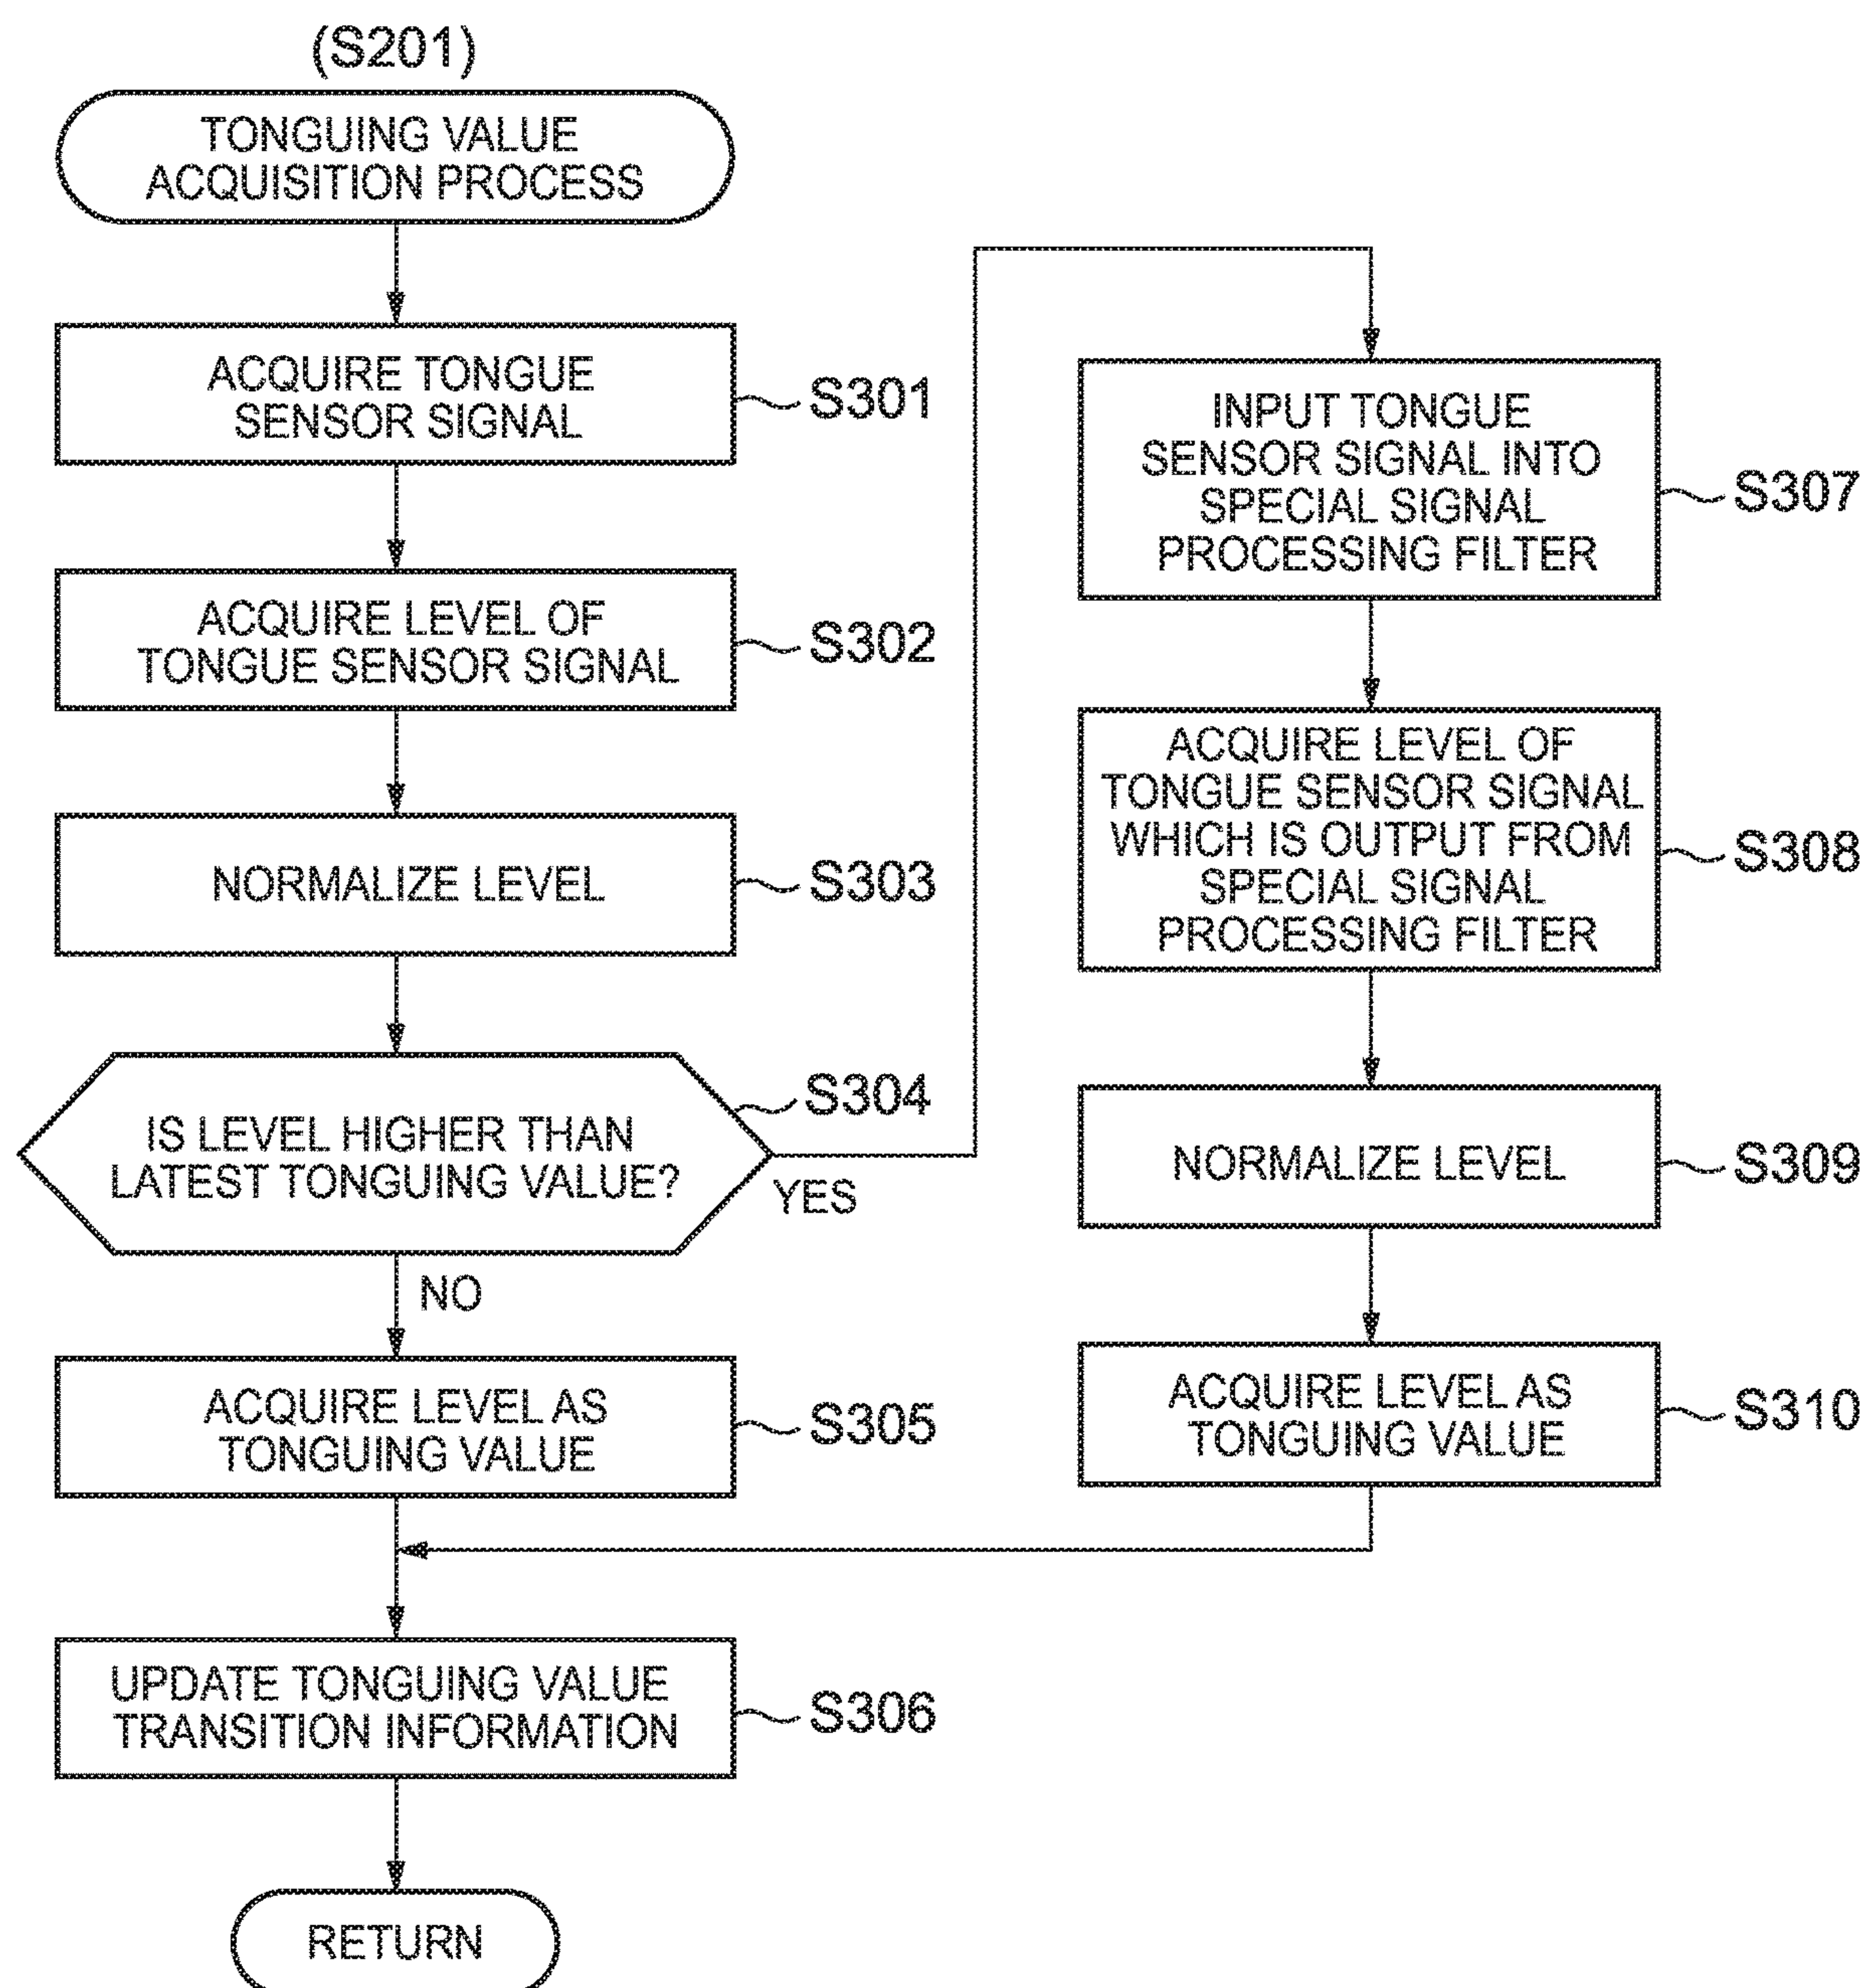 (S201)
TONGUING VALUE
ACQUISITION PROCESS
ACQUIRE TONGUE
SENSOR SIGNAL
S301
ACQUIRE LEVEL OF
TONGUE SENSOR SIGNAL
S302
NORMALIZE LEVEL
S303
IS LEVEL HIGHER THAN
LATEST TONGUING VALUE?
S304
YES
NO
ACQUIRE LEVEL AS
TONGUING VALUE
S305
UPDATE TONGUING VALUE
TRANSITION INFORMATION
S306
RETURN
INPUT TONGUE
SENSOR SIGNAL INTO
SPECIAL SIGNAL
PROCESSING FILTER
S307
ACQUIRE LEVEL OF
TONGUE SENSOR SIGNAL
WHICH IS OUTPUT FROM
SPECIAL SIGNAL
PROCESSING FILTER
S308
NORMALIZE LEVEL
S309
ACQUIRE LEVEL AS
TONGUING VALUE
S310